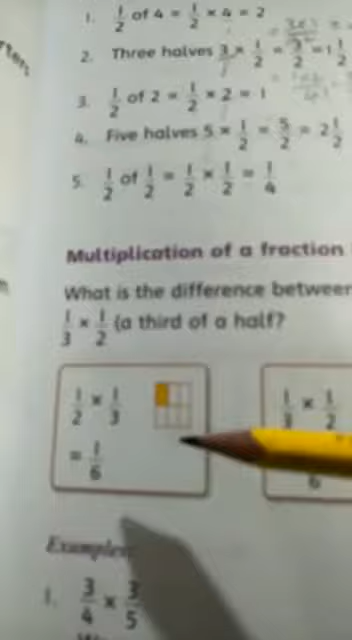 1. 1/2 of 4 = 1/2 × 4 = 2
2. Three halves 3 × 1/2 = 3/2 = 1 1/2
3. 1/2 of 2 = 1/2 × 2 = 1
4. Five halves 5 × 1/2 = 5/2 = 2 1/2
5. 1/2 of 1/2 = 1/2 × 1/2 = 1/4
Multiplication of a fraction
What is the difference between
1/3 × 1/2 (a third of a half?
1/2 × 1/3
= 1/6
1/3 × 1/2
6
Examples
1. 3/4 × 3/5